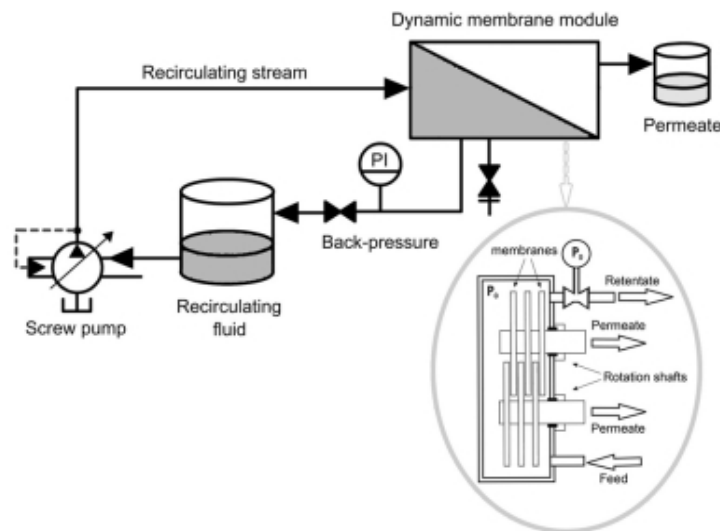 Dynamic membrane module
Recirculating stream
Permeate
PI
Back-pressure
Screw pump
Recirculating
fluid
membranes
P₀
P₀
Retentate
Permeate
Rotation shafts
Permeate
Feed